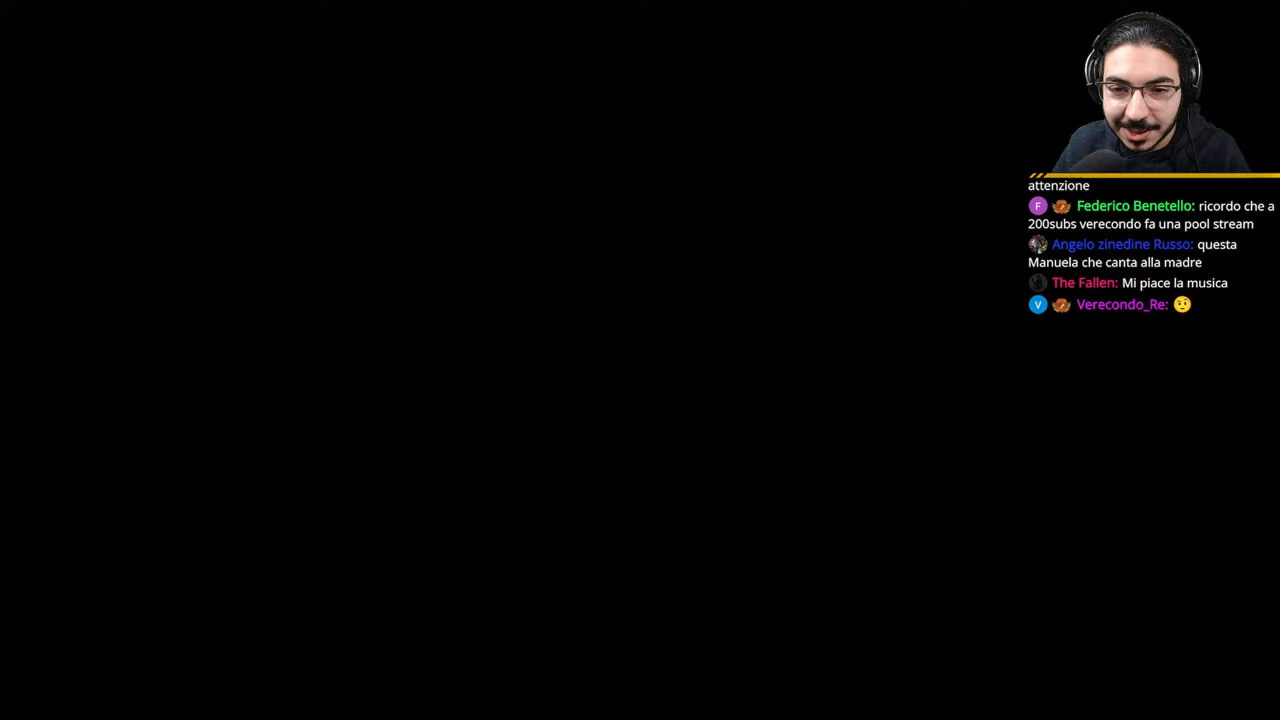 attenzione
F Federico Benetello: ricordo che a
200subs verecondo fa una pool stream
Angelo zinedine Russo: questa
Manuela che canta alla madre
The Fallen: Mi piace la musica
V Verecondo_Re: 🤨